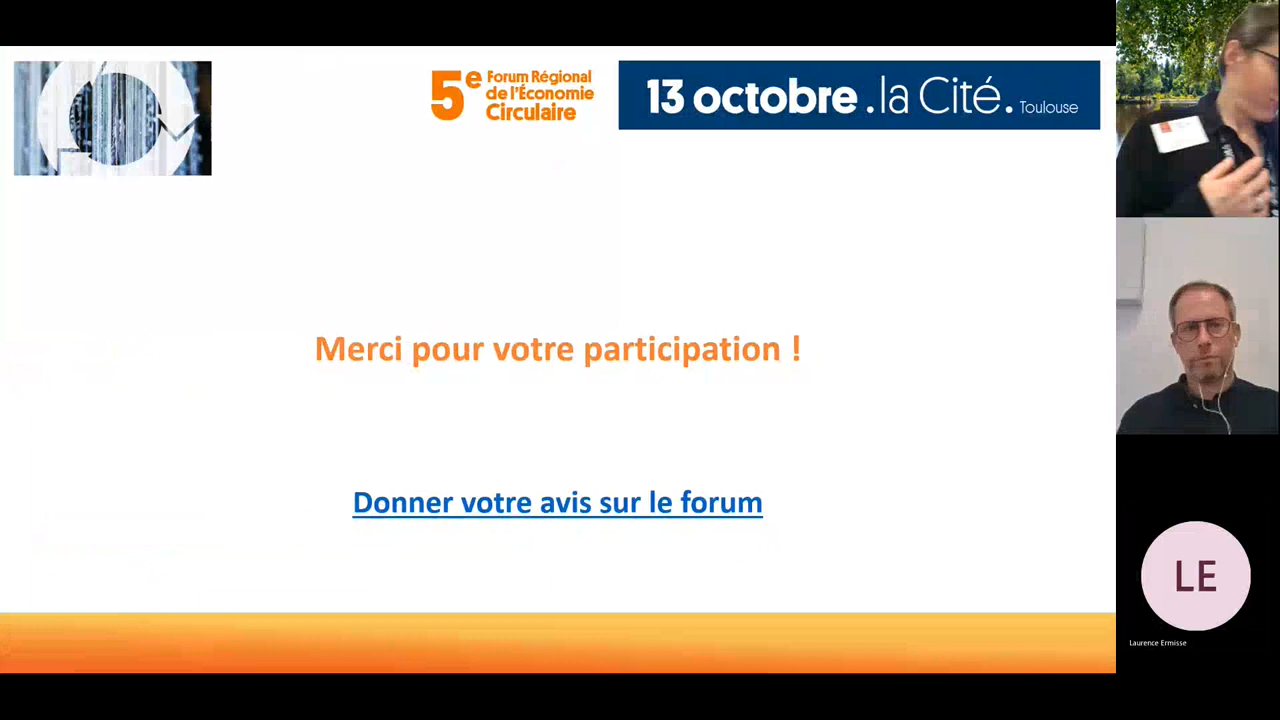 5e Forum Régional
de l'Économie
Circulaire
13 octobre .la Cité. Toulouse
Merci pour votre participation !
Donner votre avis sur le forum
LE
Laurence Ermisse